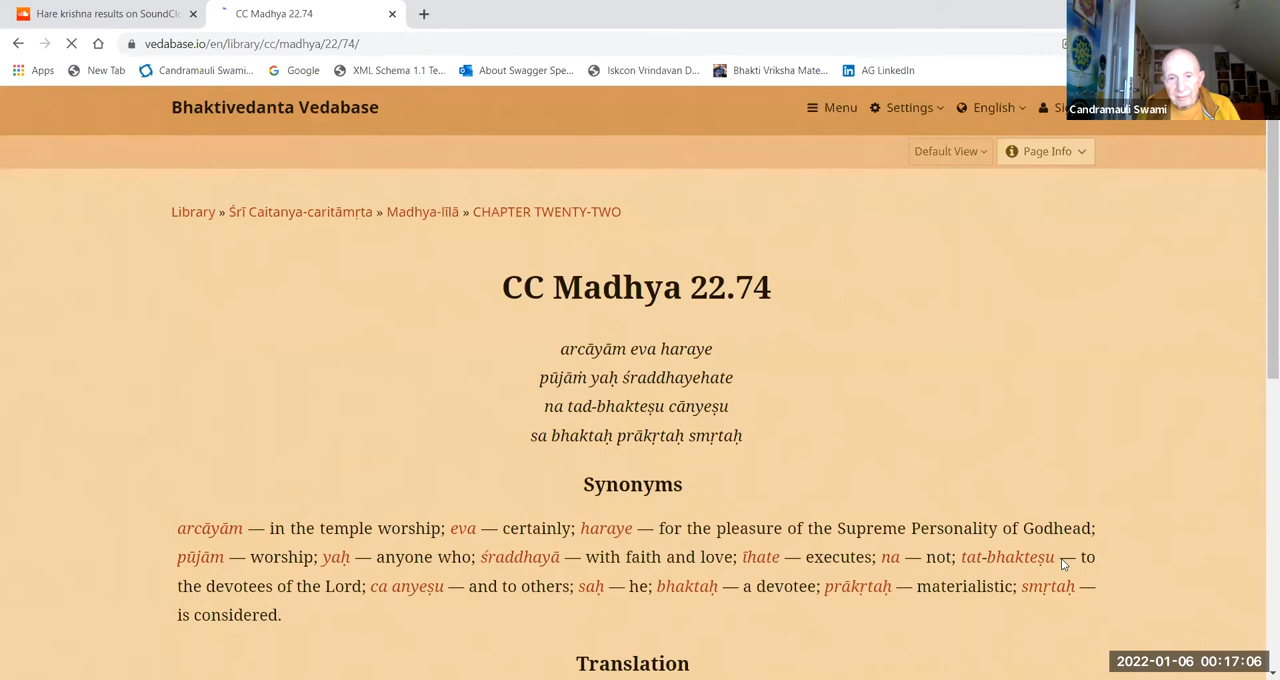 Hare krishna results on SoundClo
CC Madhya 22.74
vedabase.io/en/library/cc/madhya/22/74/
Apps
New Tab
Candramauli Swami...
Google
XML Schema 1.1 Te...
About Swagger Spe...
Iskcon Vrindavan D...
Bhakti Vriksha Mate...
AG LinkedIn
Candramauli Swami
Bhaktivedanta Vedabase
Menu
Settings
English
Default View
Page Info
Library » Śrī Caitanya-caritāmṛta » Madhya-līlā » CHAPTER TWENTY-TWO
CC Madhya 22.74
arcāyām eva haraye
pūjāṁ yaḥ śraddhayehate
na tad-bhakteṣu cānyeṣu
sa bhaktaḥ prākṛtaḥ smṛtaḥ
Synonyms
arcāyām — in the temple worship; eva — certainly; haraye — for the pleasure of the Supreme Personality of Godhead;
pūjām — worship; yaḥ — anyone who; śraddhayā — with faith and love; īhate — executes; na — not; tat-bhakteṣu — to
the devotees of the Lord; ca anyeṣu — and to others; saḥ — he; bhaktaḥ — a devotee; prākṛtaḥ — materialistic; smṛtaḥ —
is considered.
Translation
2022-01-06 00:17:06